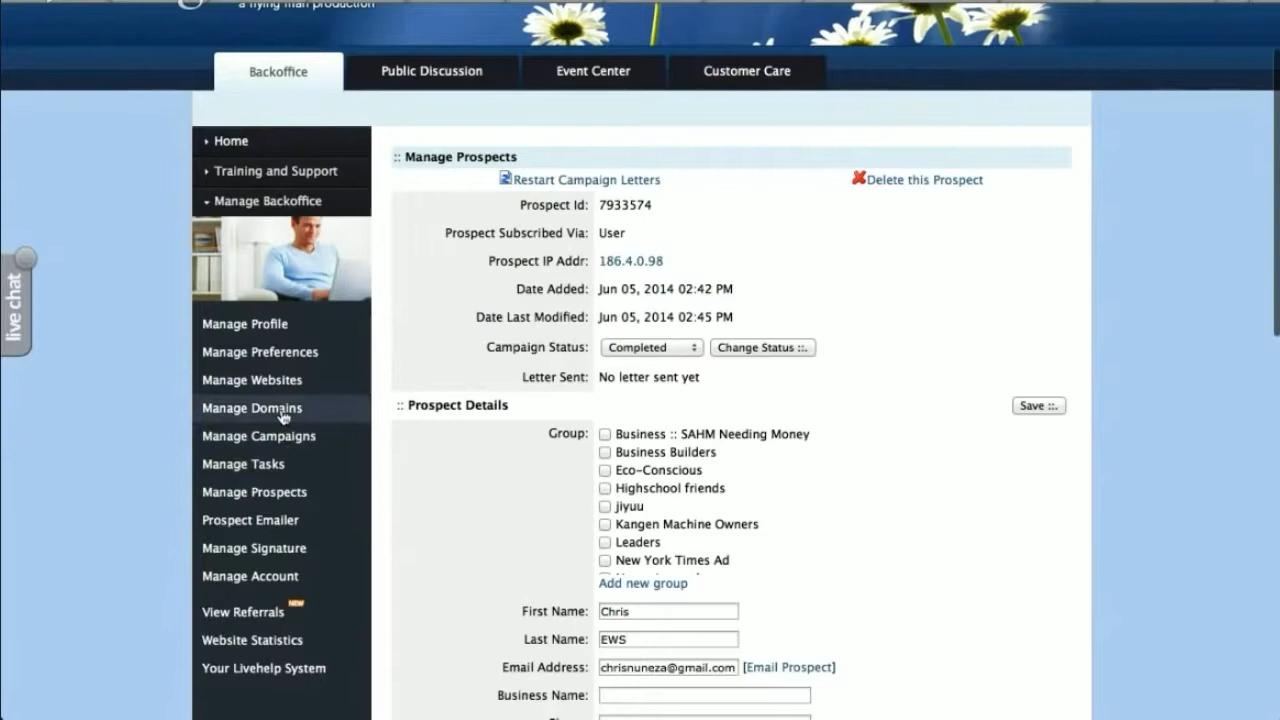 a flying man production
Backoffice
Public Discussion
Event Center
Customer Care
Home
Training and Support
Manage Backoffice
live chat
Manage Profile
Manage Preferences
Manage Websites
Manage Domains
Manage Campaigns
Manage Tasks
Manage Prospects
Prospect Emailer
Manage Signature
Manage Account
View Referrals NEW
Website Statistics
Your Livehelp System
:: Manage Prospects
Restart Campaign Letters
Delete this Prospect
Prospect Id: 7933574
Prospect Subscribed Via: User
Prospect IP Addr: 186.4.0.98
Date Added: Jun 05, 2014 02:42 PM
Date Last Modified: Jun 05, 2014 02:45 PM
Campaign Status: Completed Change Status ::.
Letter Sent: No letter sent yet
:: Prospect Details Save ::.
Group: Business :: SAHM Needing Money
Business Builders
Eco-Conscious
Highschool friends
jiyuu
Kangen Machine Owners
Leaders
New York Times Ad
Add new group
First Name: Chris
Last Name: EWS
Email Address: chrisnuneza@gmail.com [Email Prospect]
Business Name: